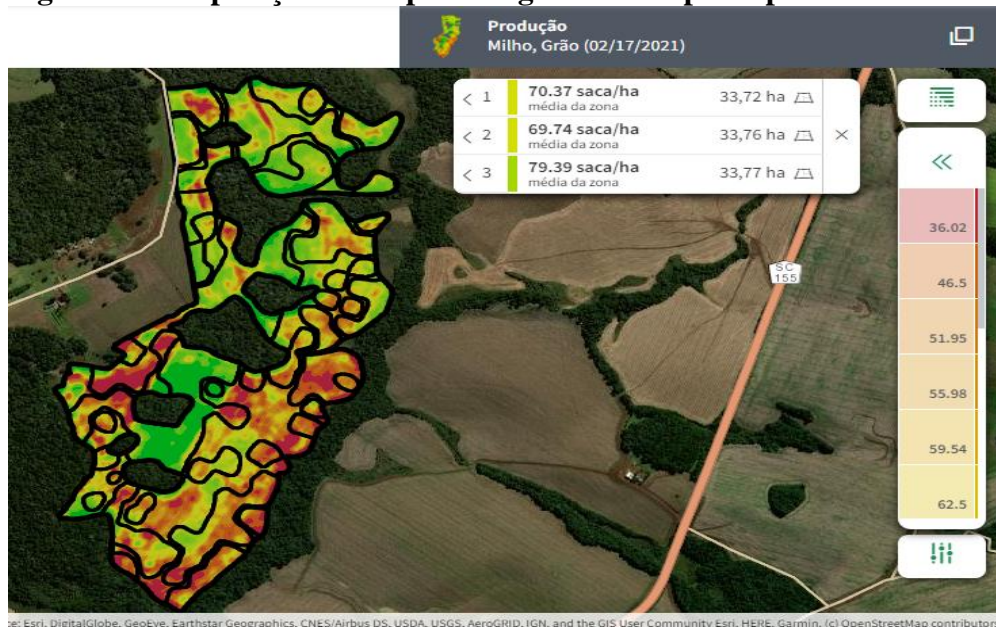 Produção
Milho, Grão (02/17/2021)
1 70.37 saca/ha 33,72 ha
média da zona
2 69.74 saca/ha 33,76 ha
média da zona
3 79.39 saca/ha 33,77 ha
média da zona
SC
155
36.02
46.5
51.95
55.98
59.54
62.5
Esri, DigitalGlobe, GeoEye, Earthstar Geographics, CNES/Airbus DS, USDA, USGS, AeroGRID, IGN, and the GIS User Community Esri, HERE, Garmin, (c) OpenStreetMap contributors